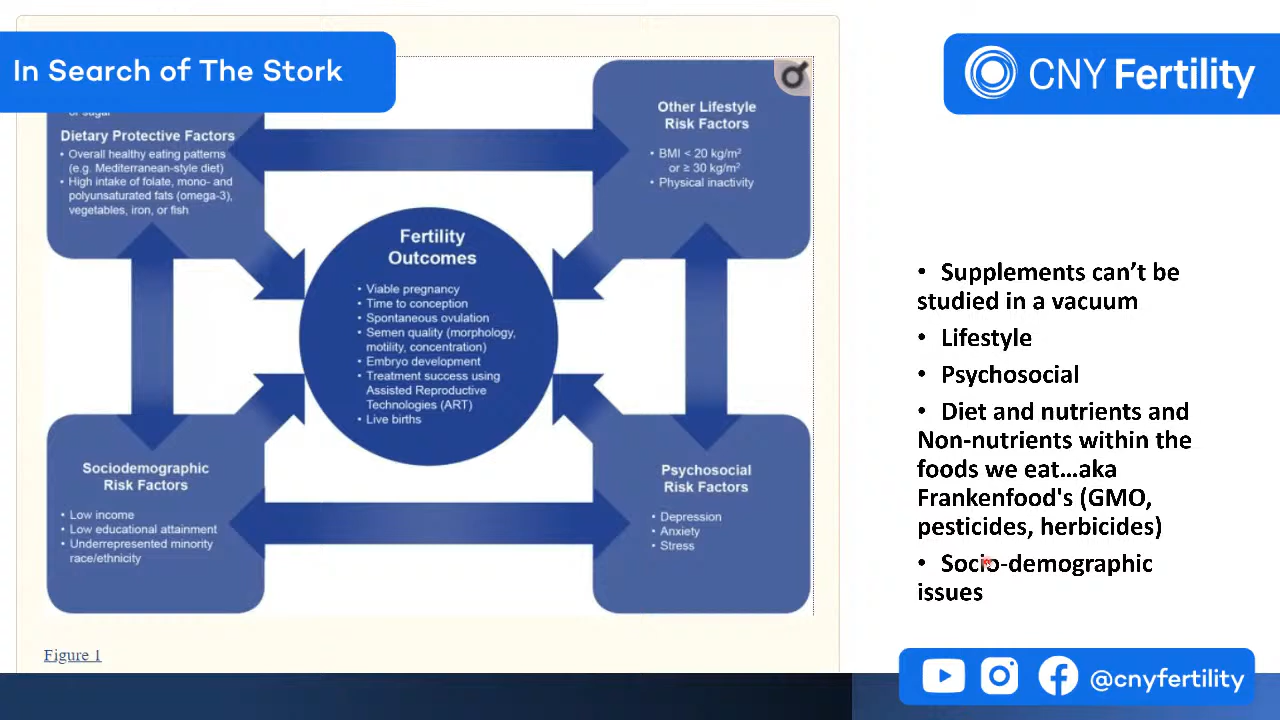 In Search of The Stork
CNY Fertility
or sugar
Dietary Protective Factors
• Overall healthy eating patterns
(e.g. Mediterranean-style diet)
• High intake of folate, mono- and
polyunsaturated fats (omega-3),
vegetables, iron, or fish
Other Lifestyle
Risk Factors
• BMI < 20 kg/m²
or ≥ 30 kg/m²
• Physical inactivity
Fertility
Outcomes
• Viable pregnancy
• Time to conception
• Spontaneous ovulation
• Semen quality (morphology,
motility, concentration)
• Embryo development
• Treatment success using
Assisted Reproductive
Technologies (ART)
• Live births
Sociodemographic
Risk Factors
• Low income
• Low educational attainment
• Underrepresented minority
race/ethnicity
Psychosocial
Risk Factors
• Depression
• Anxiety
• Stress
Figure 1
• Supplements can’t be
studied in a vacuum
• Lifestyle
• Psychosocial
• Diet and nutrients and
Non-nutrients within the
foods we eat…aka
Frankenfood's (GMO,
pesticides, herbicides)
• Socio-demographic
issues
@cnyfertility